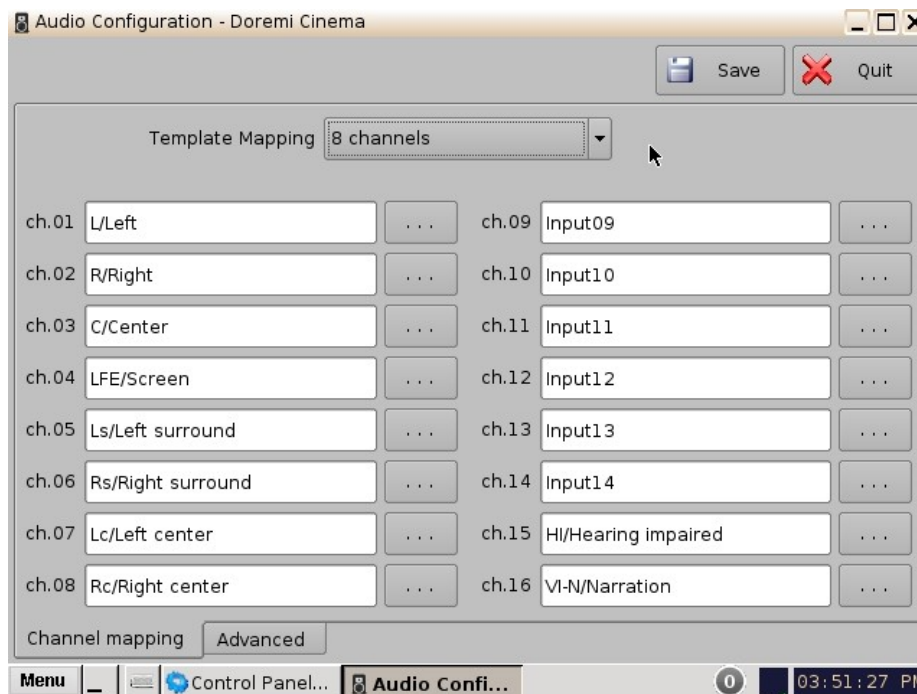 Audio Configuration - Doremi Cinema
Save Quit
Template Mapping 8 channels
ch.01 L/Left ... ch.09 Input09 ...
ch.02 R/Right ... ch.10 Input10 ...
ch.03 C/Center ... ch.11 Input11 ...
ch.04 LFE/Screen ... ch.12 Input12 ...
ch.05 Ls/Left surround ... ch.13 Input13 ...
ch.06 Rs/Right surround ... ch.14 Input14 ...
ch.07 Lc/Left center ... ch.15 HI/Hearing impaired ...
ch.08 Rc/Right center ... ch.16 VI-N/Narration ...
Channel mapping Advanced
Menu Control Panel... Audio Confi... 0 03:51:27 PM